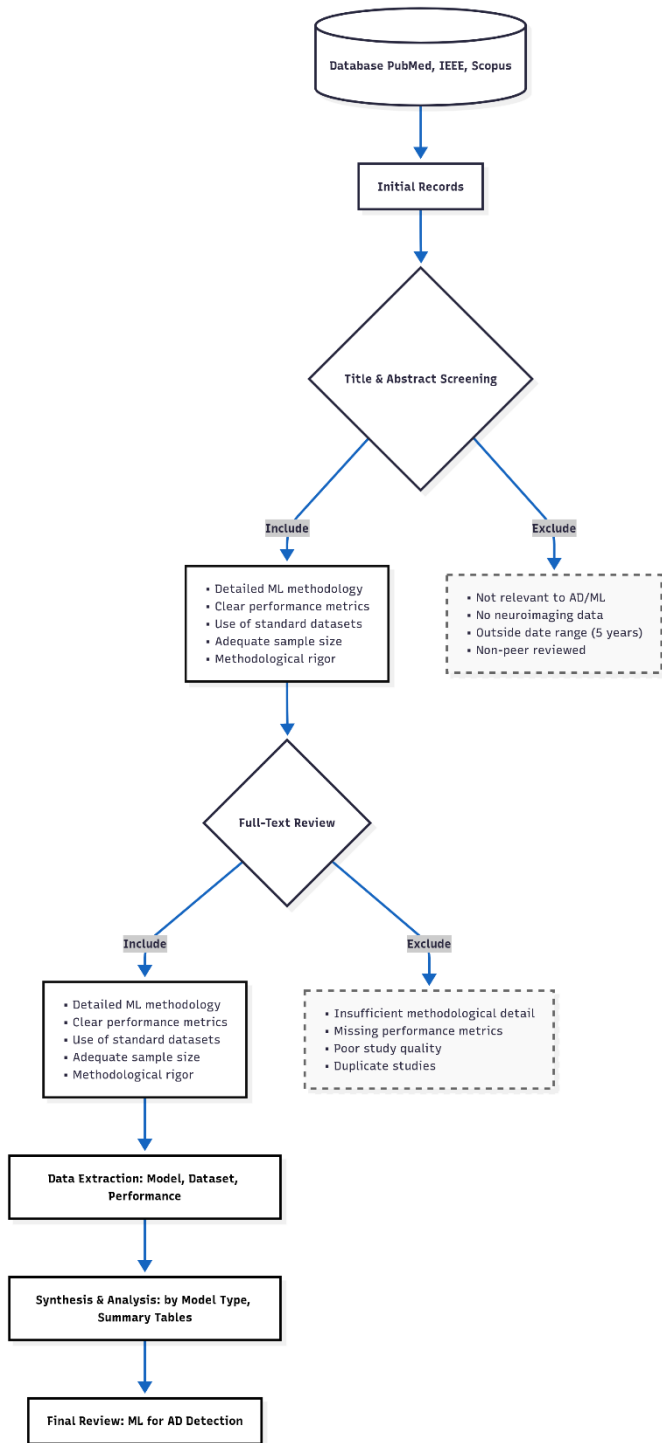 Database PubMed, IEEE, Scopus
Initial Records
Title & Abstract Screening
Include
Exclude
▪ Detailed ML methodology
▪ Clear performance metrics
▪ Use of standard datasets
▪ Adequate sample size
▪ Methodological rigor
▪ Not relevant to AD/ML
▪ No neuroimaging data
▪ Outside date range (5 years)
▪ Non-peer reviewed
Full-Text Review
Include
Exclude
▪ Detailed ML methodology
▪ Clear performance metrics
▪ Use of standard datasets
▪ Adequate sample size
▪ Methodological rigor
▪ Insufficient methodological detail
▪ Missing performance metrics
▪ Poor study quality
▪ Duplicate studies
Data Extraction: Model, Dataset,
Performance
Synthesis & Analysis: by Model Type,
Summary Tables
Final Review: ML for AD Detection